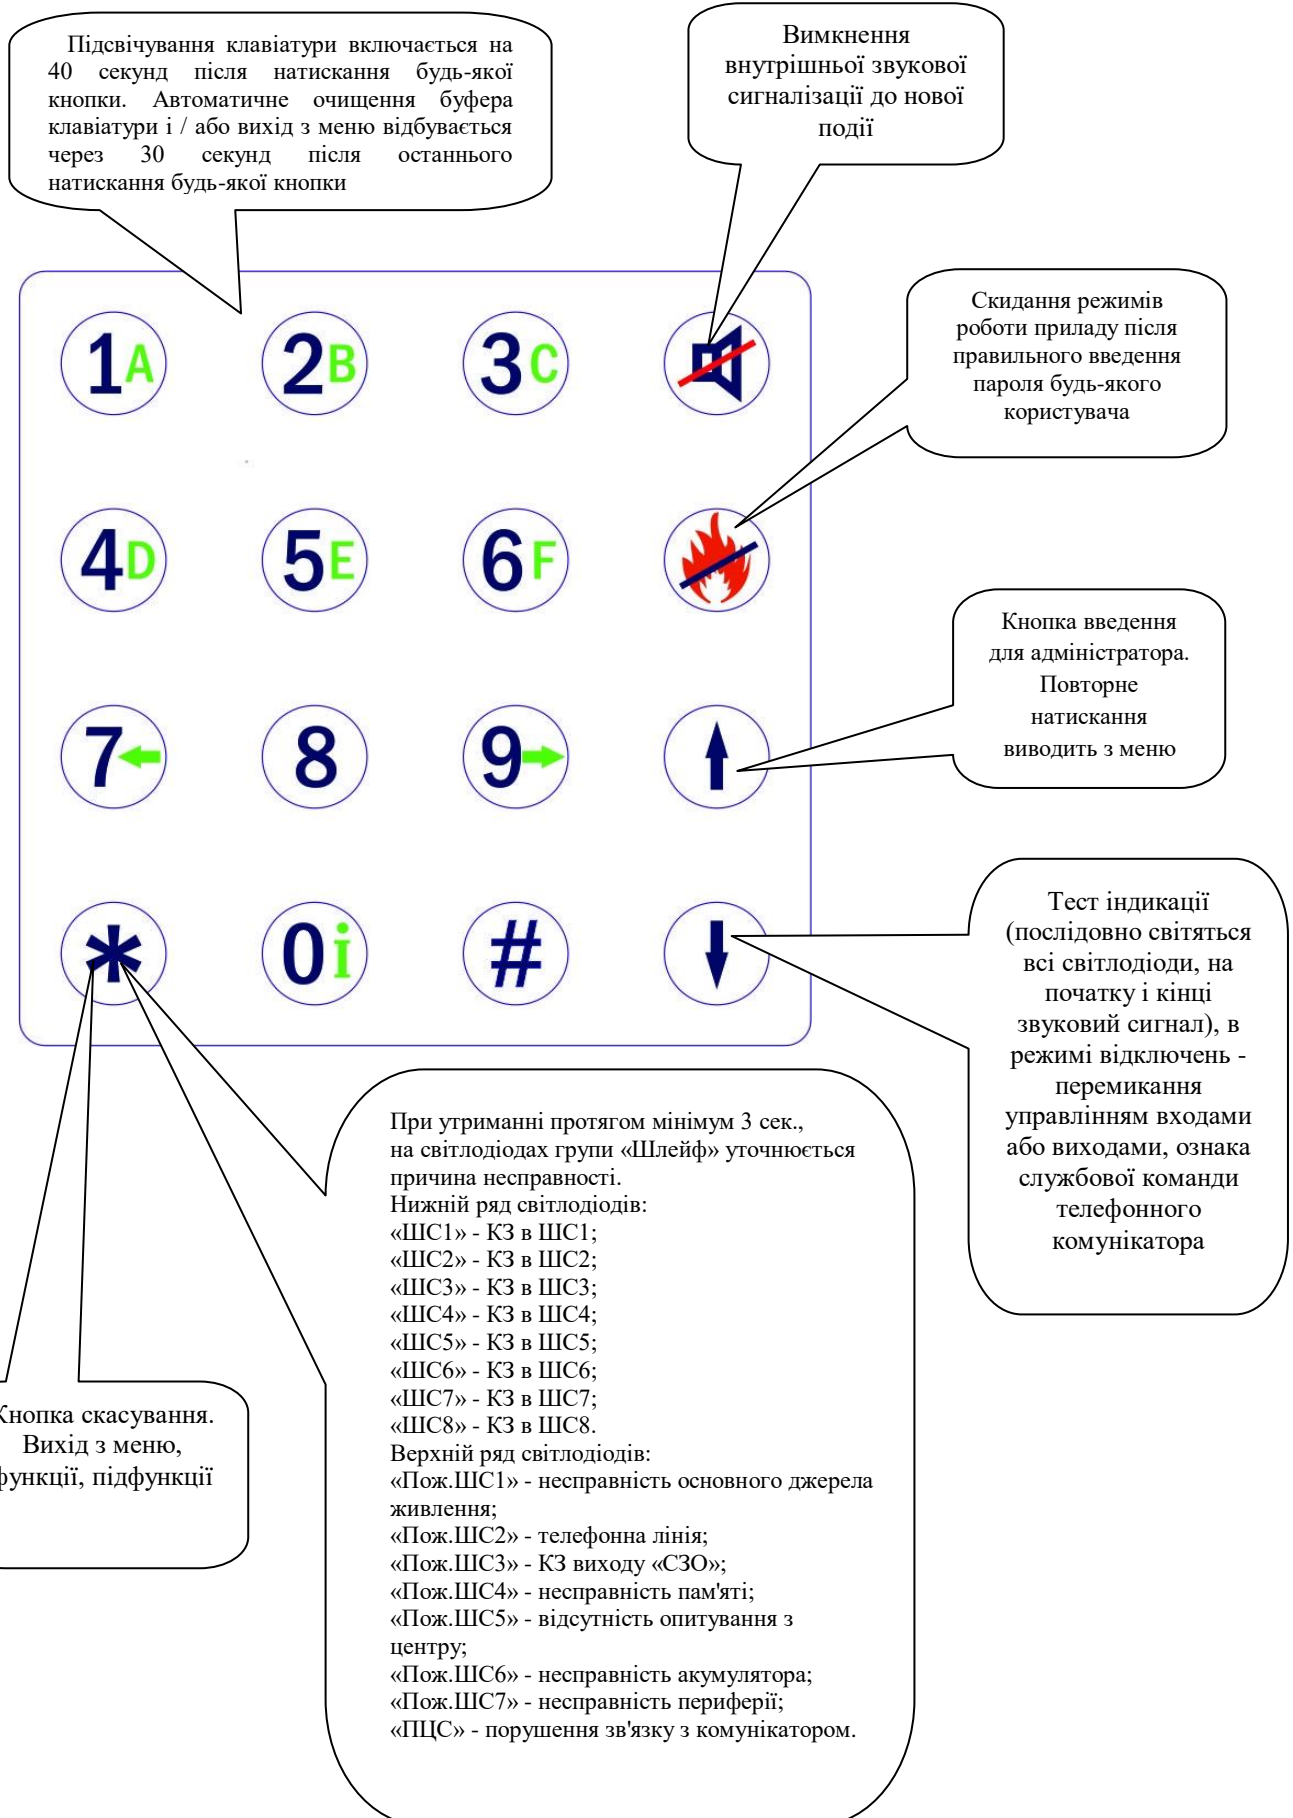 Підсвічування клавіатури включається на
40 секунд після натискання будь-якої
кнопки. Автоматичне очищення буфера
клавіатури і / або вихід з меню відбувається
через 30 секунд після останнього
натискання будь-якої кнопки
Вимкнення
внутрішньої звукової
сигналізації до нової
події
Скидання режимів
роботи приладу після
правильного введення
пароля будь-якого
користувача
1A 2B 3C
4D 5E 6F
7 8 9
* 0i #
Кнопка введення
для адміністратора.
Повторне
натискання
виводить з меню
Тест індикації
(послідовно світяться
всі світлодіоди, на
початку і кінці
звуковий сигнал), в
режимі відключень -
перемикання
управлінням входами
або виходами, ознака
службової команди
телефонного
комунікатора
При утриманні протягом мінімум 3 сек.,
на світлодіодах групи «Шлейф» уточнюється
причина несправності.
Нижній ряд світлодіодів:
«ШС1» - КЗ в ШС1;
«ШС2» - КЗ в ШС2;
«ШС3» - КЗ в ШС3;
«ШС4» - КЗ в ШС4;
«ШС5» - КЗ в ШС5;
«ШС6» - КЗ в ШС6;
«ШС7» - КЗ в ШС7;
«ШС8» - КЗ в ШС8.
Верхній ряд світлодіодів:
«Пож.ШС1» - несправність основного джерела
живлення;
«Пож.ШС2» - телефонна лінія;
«Пож.ШС3» - КЗ виходу «СЗО»;
«Пож.ШС4» - несправність пам'яті;
«Пож.ШС5» - відсутність опитування з
центру;
«Пож.ШС6» - несправність акумулятора;
«Пож.ШС7» - несправність периферії;
«ПЦС» - порушення зв'язку з комунікатором.
Кнопка скасування.
Вихід з меню,
функції, підфункції